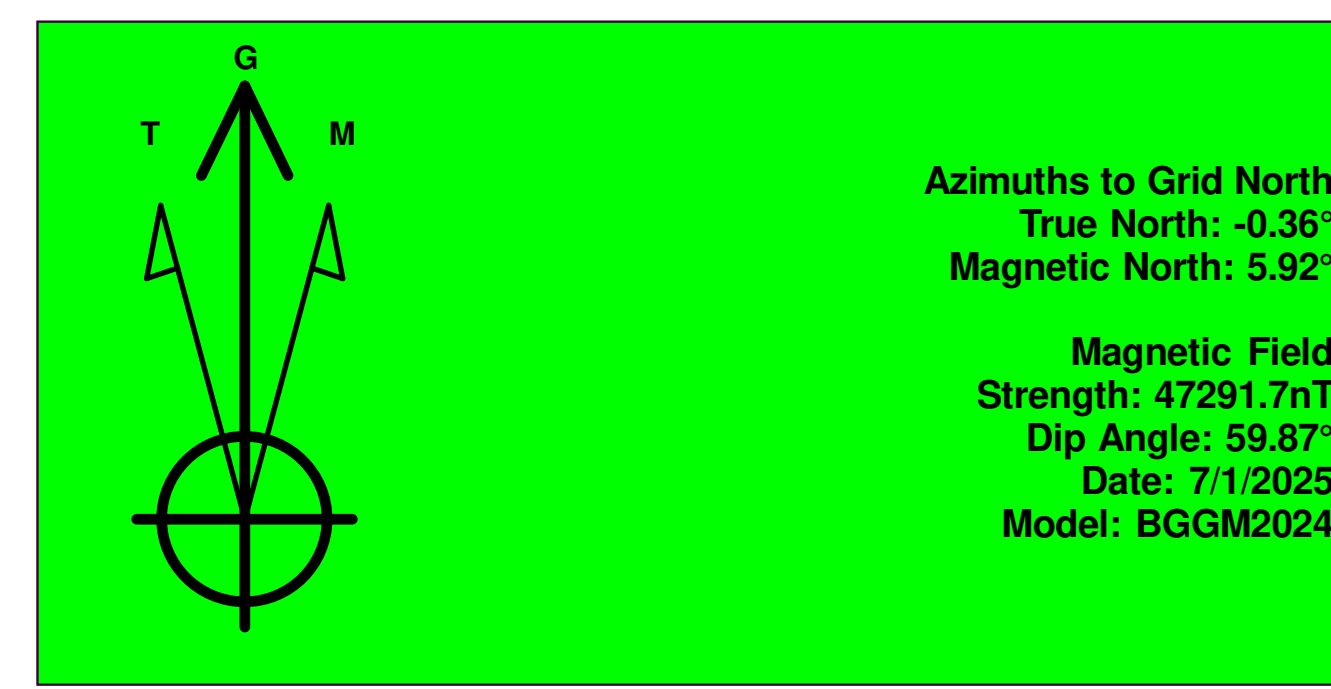 G
T M
Azimuths to Grid North
True North: -0.36°
Magnetic North: 5.92°
Magnetic Field
Strength: 47291.7nT
Dip Angle: 59.87°
Date: 7/1/2025
Model: BGGM2024